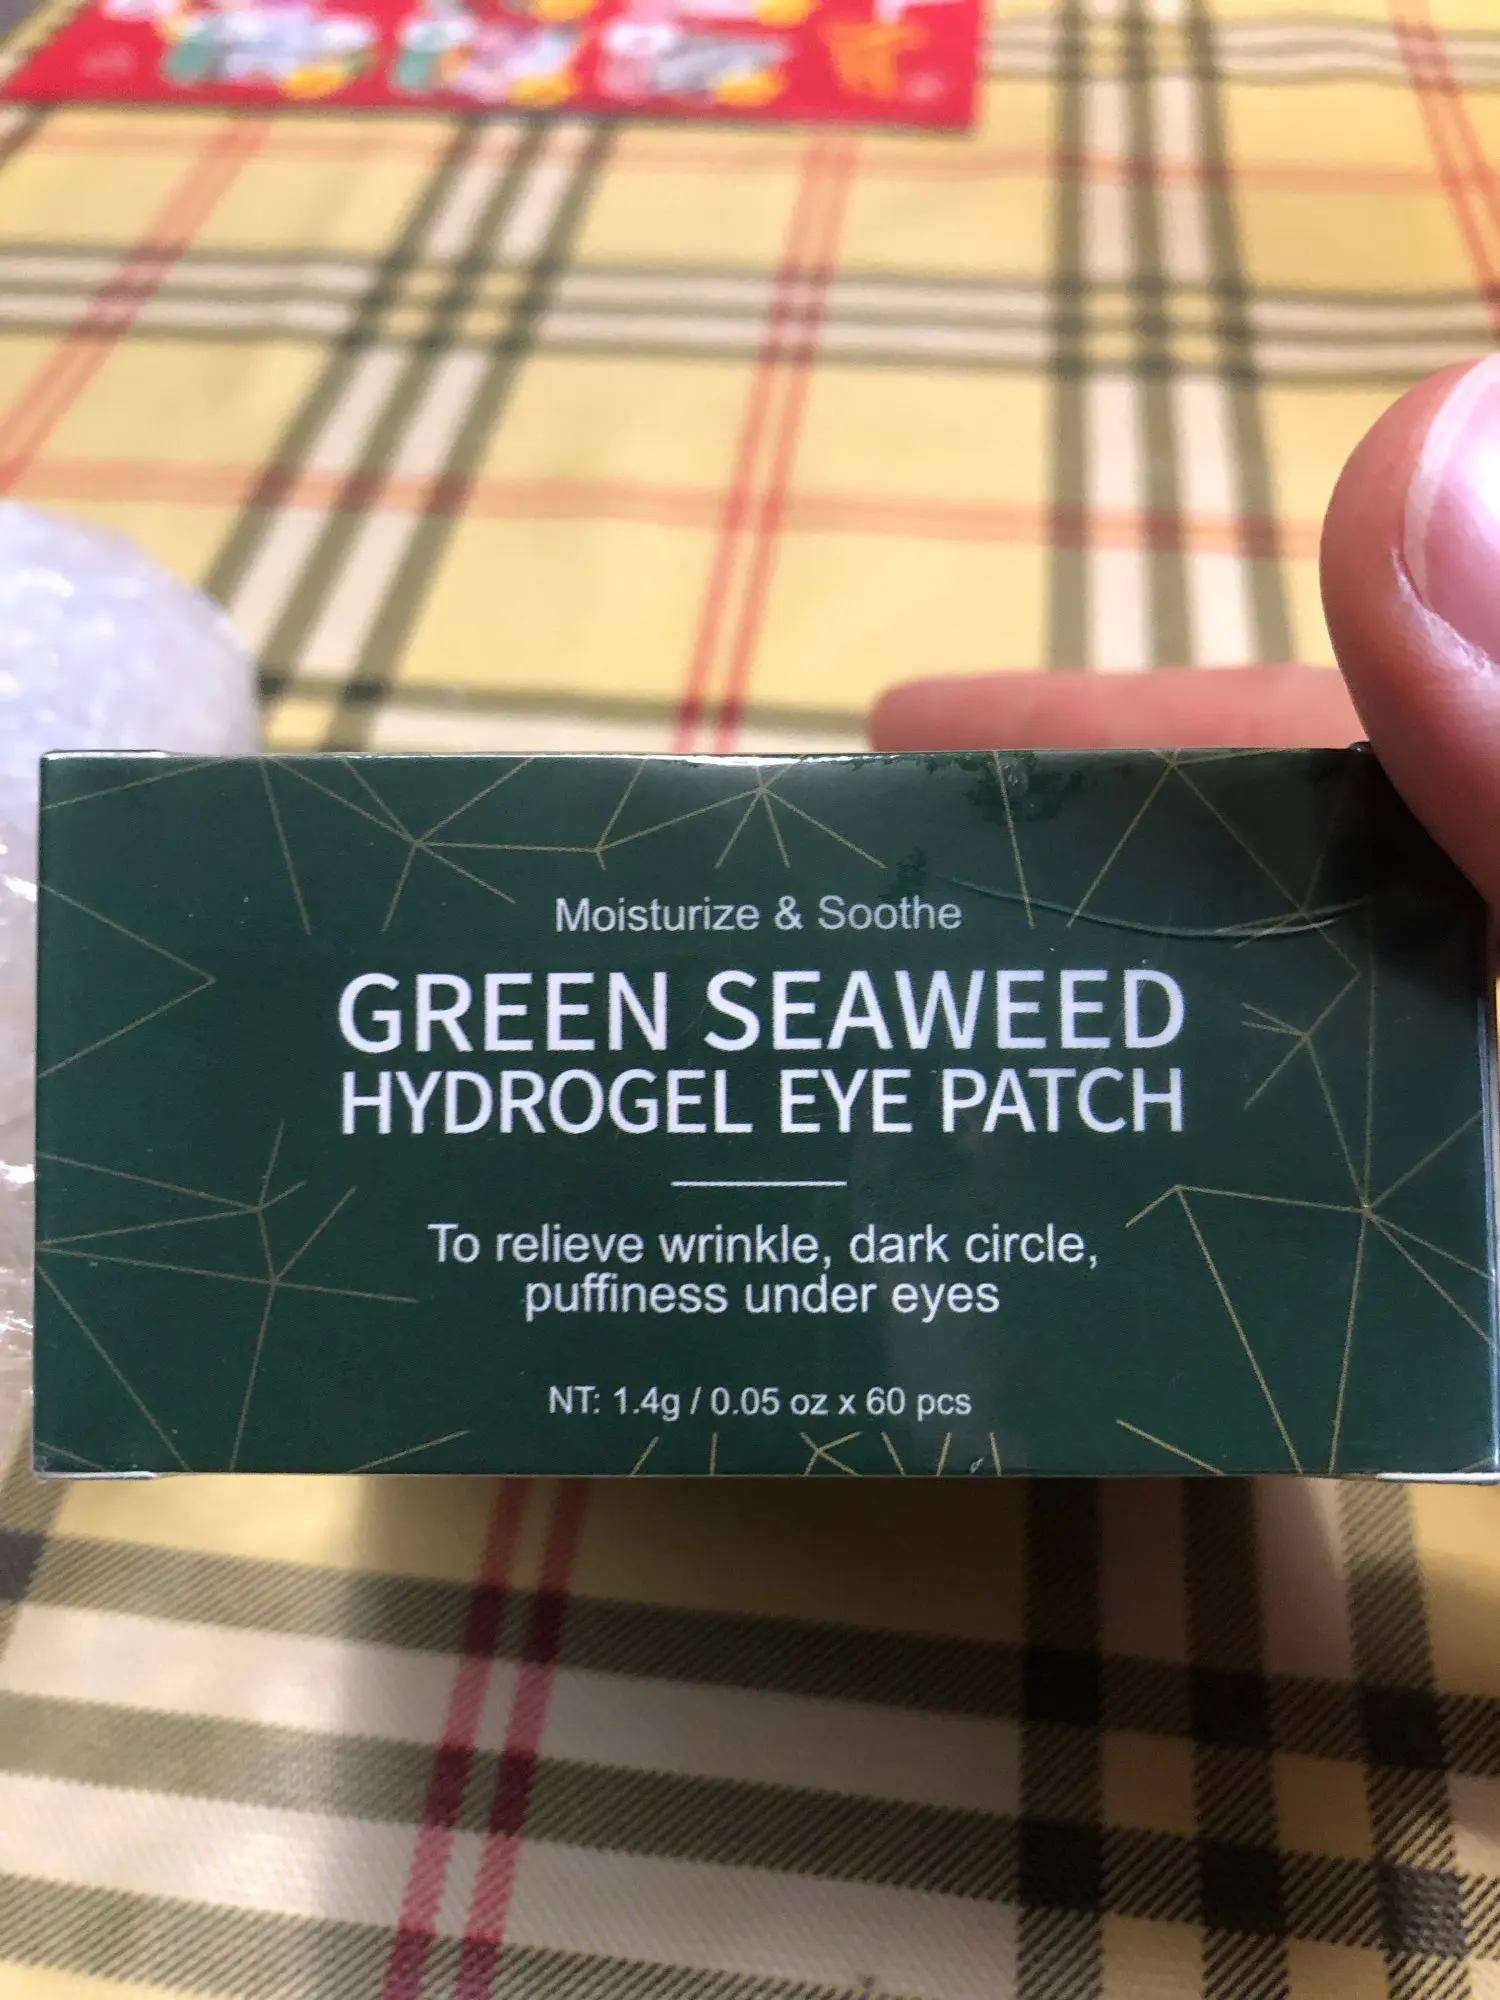 Moisturize & Soothe
GREEN SEAWEED
HYDROGEL EYE PATCH
To relieve wrinkle, dark circle,
puffiness under eyes
NT: 1.4g / 0.05 oz x 60 pcs